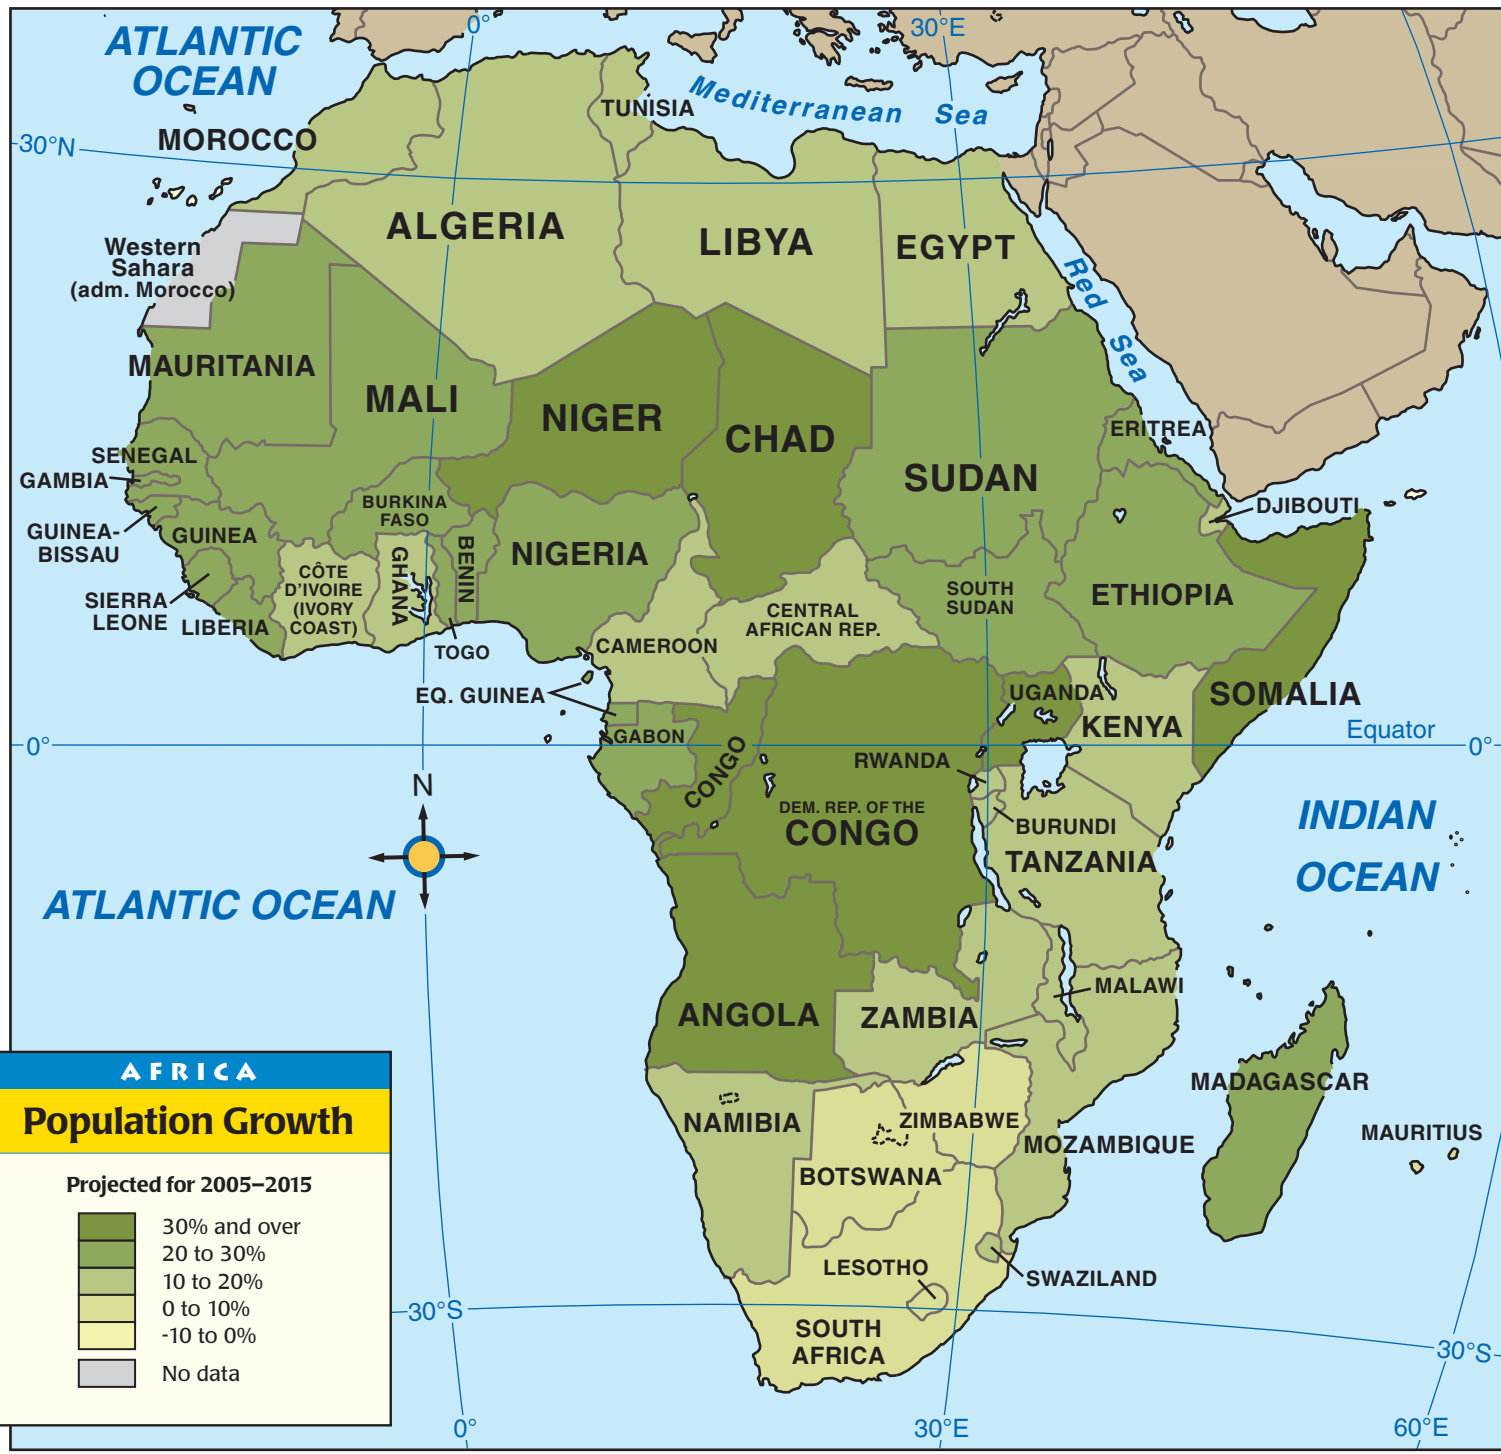 0°
30°E
ATLANTIC
OCEAN
Mediterranean Sea
TUNISIA
MOROCCO
30°N
ALGERIA
LIBYA
EGYPT
Western
Sahara
(adm. Morocco)
Red Sea
MAURITANIA
MALI
NIGER
CHAD
SUDAN
ERITREA
SENEGAL
GAMBIA
BURKINA
FASO
DJIBOUTI
GUINEA-
BISSAU
GUINEA
NIGERIA
BENIN
GHANA
CÔTE
D'IVOIRE
(IVORY
COAST)
SOUTH
SUDAN
ETHIOPIA
SIERRA
LEONE
LIBERIA
TOGO
CENTRAL
AFRICAN REP.
CAMEROON
EQ. GUINEA
UGANDA
SOMALIA
KENYA
GABON
CONGO
Equator
0°
0°
RWANDA
DEM. REP. OF THE
CONGO
BURUNDI
TANZANIA
N
INDIAN
OCEAN
ATLANTIC OCEAN
ANGOLA
ZAMBIA
MALAWI
MADAGASCAR
NAMIBIA
ZIMBABWE
MOZAMBIQUE
MAURITIUS
BOTSWANA
LESOTHO
SWAZILAND
30°S
SOUTH
AFRICA
30°S
0°
30°E
60°E
AFRICA
Population Growth
Projected for 2005–2015
30% and over
20 to 30%
10 to 20%
0 to 10%
-10 to 0%
No data